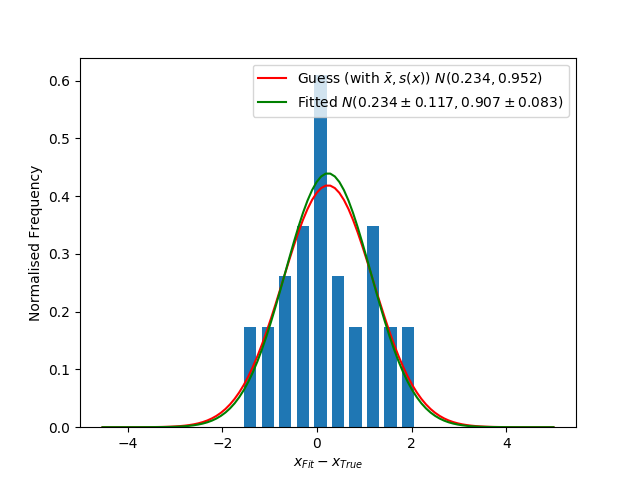 Guess (with x̄, s(x)) N(0.234, 0.952)
Fitted N(0.234 ± 0.117, 0.907 ± 0.083)
Normalised Frequency
0.6
0.5
0.4
0.3
0.2
0.1
0.0
−4 −2 0 2 4
x_Fit − x_True